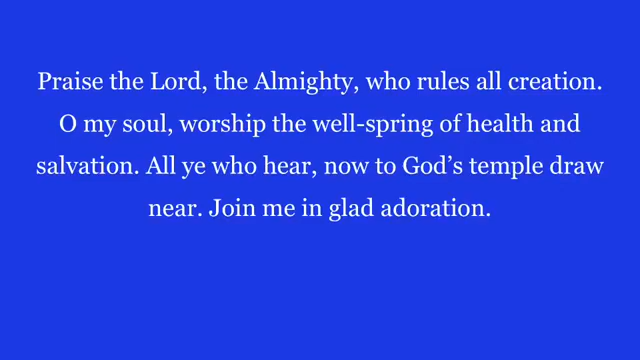 Praise the Lord, the Almighty, who rules all creation.
O my soul, worship the well-spring of health and
salvation. All ye who hear, now to God’s temple draw
near. Join me in glad adoration.